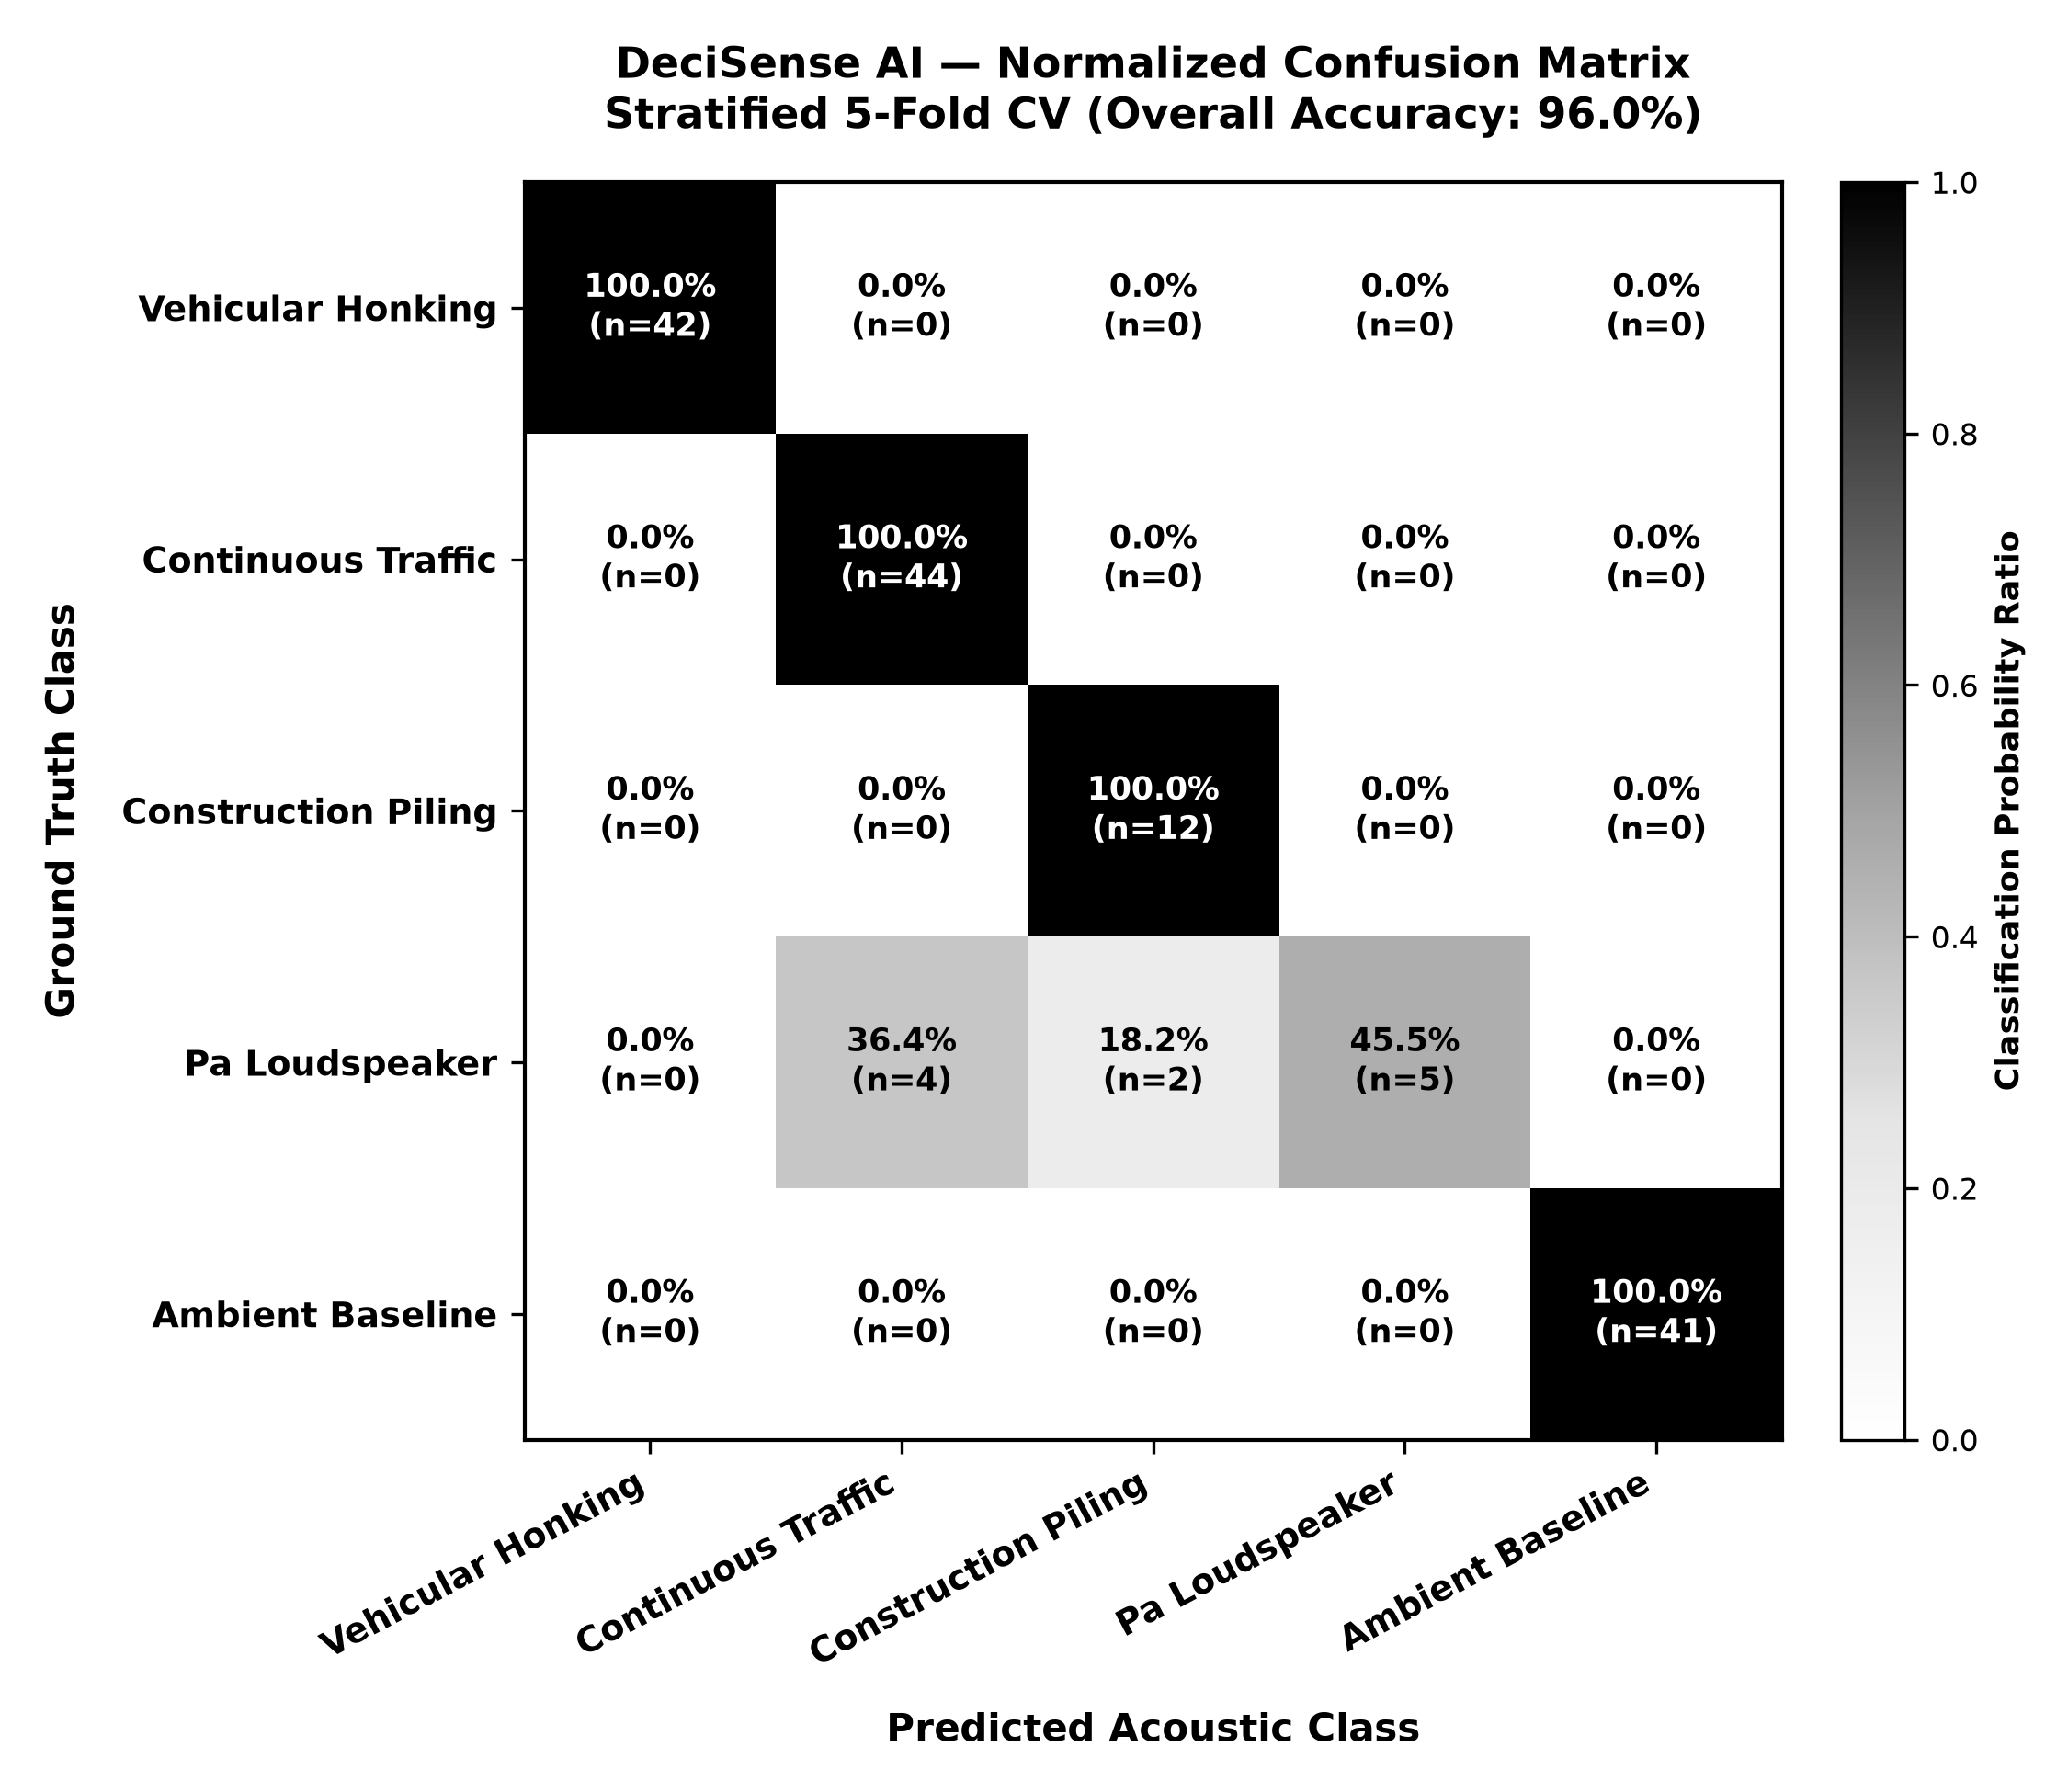 DeciSense AI — Normalized Confusion Matrix
Stratified 5-Fold CV (Overall Accuracy: 96.0%)
Ground Truth Class
Vehicular Honking
100.0% 0.0% 0.0% 0.0% 0.0%
(n=42) (n=0) (n=0) (n=0) (n=0)
Continuous Traffic
0.0% 100.0% 0.0% 0.0% 0.0%
(n=0) (n=44) (n=0) (n=0) (n=0)
Construction Piling
0.0% 0.0% 100.0% 0.0% 0.0%
(n=0) (n=0) (n=12) (n=0) (n=0)
Pa Loudspeaker
0.0% 36.4% 18.2% 45.5% 0.0%
(n=0) (n=4) (n=2) (n=5) (n=0)
Ambient Baseline
0.0% 0.0% 0.0% 0.0% 100.0%
(n=0) (n=0) (n=0) (n=0) (n=41)
Vehicular Honking
Continuous Traffic
Construction Piling
Pa Loudspeaker
Ambient Baseline
Predicted Acoustic Class
1.0
0.8
0.6
0.4
0.2
0.0
Classification Probability Ratio